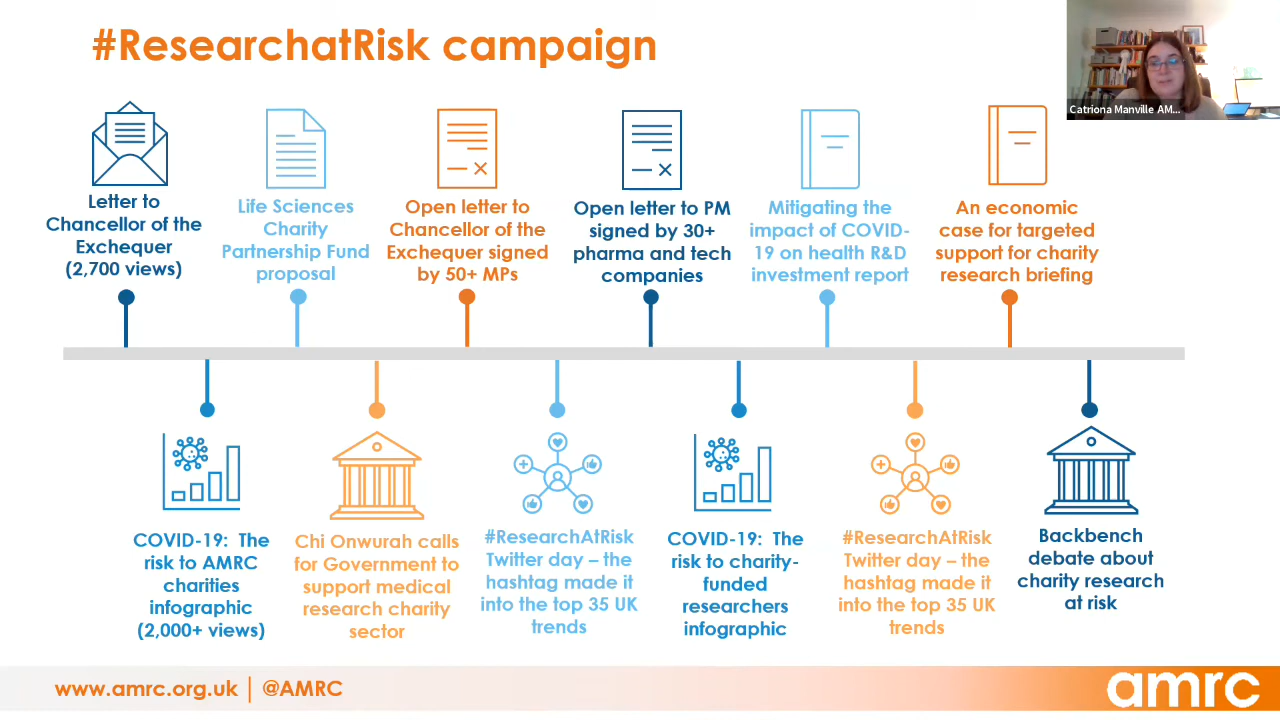 #ResearchatRisk campaign
Catriona Manville AM...
Letter to
Chancellor of the
Exchequer
(2,700 views)
Life Sciences
Charity
Partnership Fund
proposal
Open letter to
Chancellor of the
Exchequer signed
by 50+ MPs
Open letter to PM
signed by 30+
pharma and tech
companies
Mitigating the
impact of COVID-
19 on health R&D
investment report
An economic
case for targeted
support for charity
research briefing
COVID-19:  The
risk to AMRC
charities
infographic
(2,000+ views)
Chi Onwurah calls
for Government to
support medical
research charity
sector
#ResearchAtRisk
Twitter day – the
hashtag made it
into the top 35 UK
trends
COVID-19:  The
risk to charity-
funded
researchers
infographic
#ResearchAtRisk
Twitter day – the
hashtag made it
into the top 35 UK
trends
Backbench
debate about
charity research
at risk
www.amrc.org.uk | @AMRC
amrc